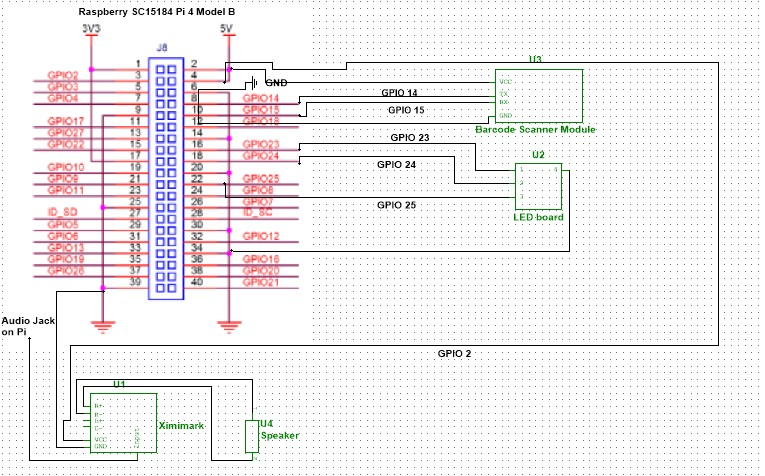 Raspberry SC15184 Pi 4 Model B
3V3 5V
J8
1 2
GPIO2 3 4
GPIO3 5 6 GND
GPIO4 7 8 GPIO14
9 10 GPIO15
GPIO17 11 12 GPIO18
GPIO27 13 14
GPIO22 15 16 GPIO23
17 18 GPIO24
GPIO10 19 20
GPIO9 21 22 GPIO25
GPIO11 23 24 GPIO8
25 26 GPIO7
ID_SD 27 28 ID_SC
GPIO5 29 30
GPIO6 31 32 GPIO12
GPIO13 33 34
GPIO19 35 36 GPIO16
GPIO26 37 38 GPIO20
39 40 GPIO21
U3
VCC
TX
RX
GND
Barcode Scanner Module
GPIO 14
GPIO 15
GPIO 23
GPIO 24
GPIO 25
U2
1 4
2
3
LED board
GPIO 2
Audio Jack
on Pi
U1
R+
R-
VCC
GND
Input
Ximimark
U4
Speaker